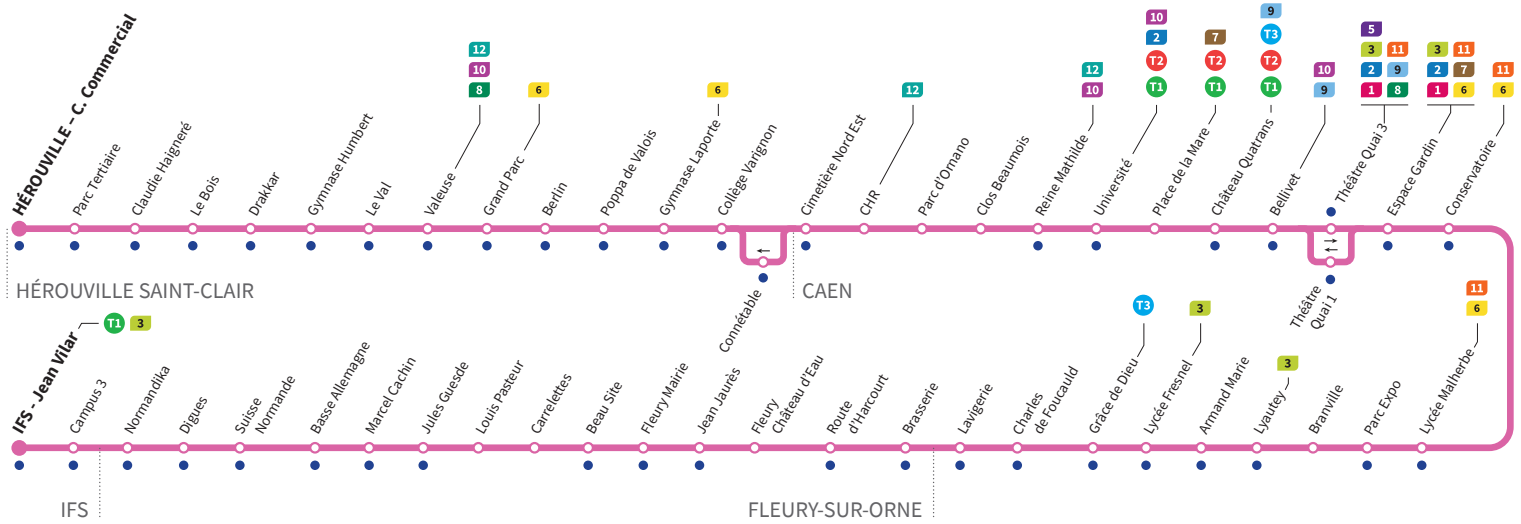 HÉROUVILLE – C. Commercial
Parc Tertiaire
Claudie Haigneré
Le Bois
Drakkar
Gymnase Humbert
Le Val
Valeuse
12
10
8
Grand Parc
6
Berlin
Poppa de Valois
Gymnase Laporte
6
Collège Varignon
Connétable
Cimetière Nord Est
CHR
12
Parc d'Ornano
Clos Beaumois
Reine Mathilde
12
10
Université
10
2
T2
T1
Place de la Mare
7
T2
T1
Château Quatrans
9
T3
T2
T1
Bellivet
10
9
Théâtre Quai 3
5
3 11
2 9
1 8
Théâtre
Quai 1
Espace Gardin
3 11
2 7
1 6
Conservatoire
11
6
HÉROUVILLE SAINT-CLAIR
CAEN
IFS - Jean Vilar
T1 3
Campus 3
Normandika
Digues
Suisse
Normande
Basse Allemagne
Marcel Cachin
Jules Guesde
Louis Pasteur
Carrelettes
Beau Site
Fleury Mairie
Jean Jaurès
Fleury
Château d'Eau
Route
d'Harcourt
Brasserie
Lavigerie
Charles
de Foucauld
Grâce de Dieu
T3
Lycée Fresnel
3
Armand Marie
Lyautey
3
Branville
Parc Expo
Lycée Malherbe
11
6
IFS
FLEURY-SUR-ORNE